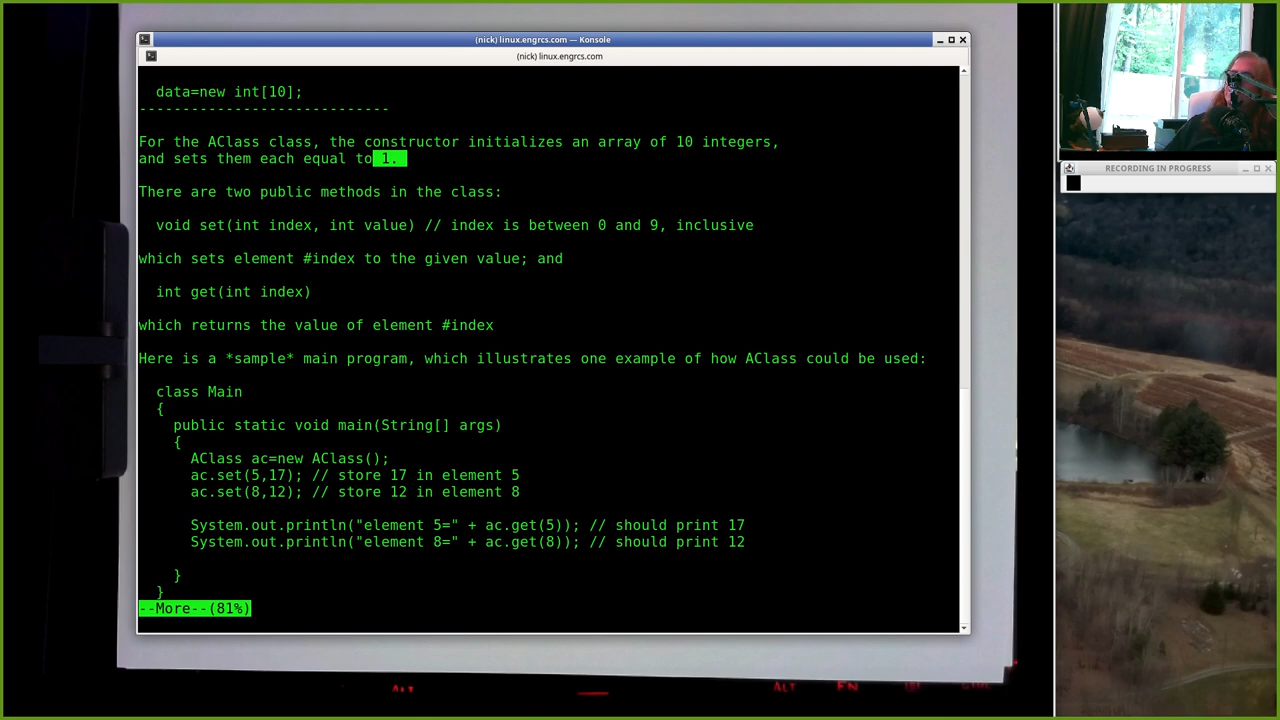 (nick) linux.engrcs.com — Konsole
(nick) linux.engrcs.com
data=new int[10];
-----------------------------
For the AClass class, the constructor initializes an array of 10 integers,
and sets them each equal to 1.
There are two public methods in the class:
void set(int index, int value) // index is between 0 and 9, inclusive
which sets element #index to the given value; and
int get(int index)
which returns the value of element #index
Here is a *sample* main program, which illustrates one example of how AClass could be used:
class Main
{
public static void main(String[] args)
{
AClass ac=new AClass();
ac.set(5,17); // store 17 in element 5
ac.set(8,12); // store 12 in element 8
System.out.println("element 5=" + ac.get(5)); // should print 17
System.out.println("element 8=" + ac.get(8)); // should print 12
}
}
--More--(81%)
RECORDING IN PROGRESS
ALT
EN